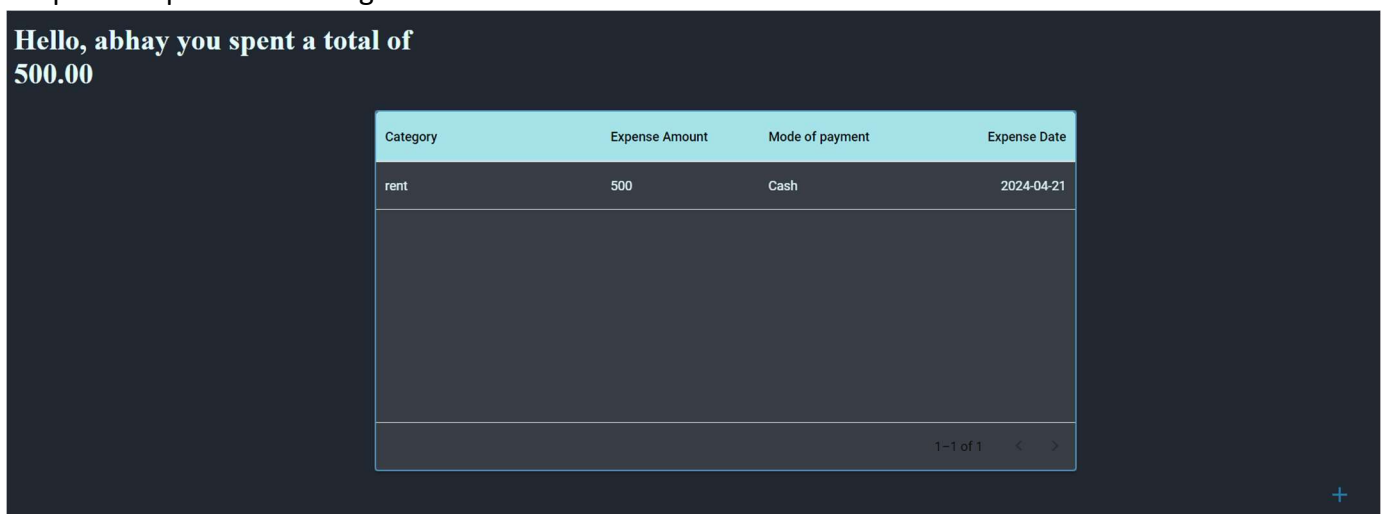 Hello, abhay you spent a total of
500.00
Category Expense Amount Mode of payment Expense Date
rent 500 Cash 2024-04-21
1–1 of 1 < >
+